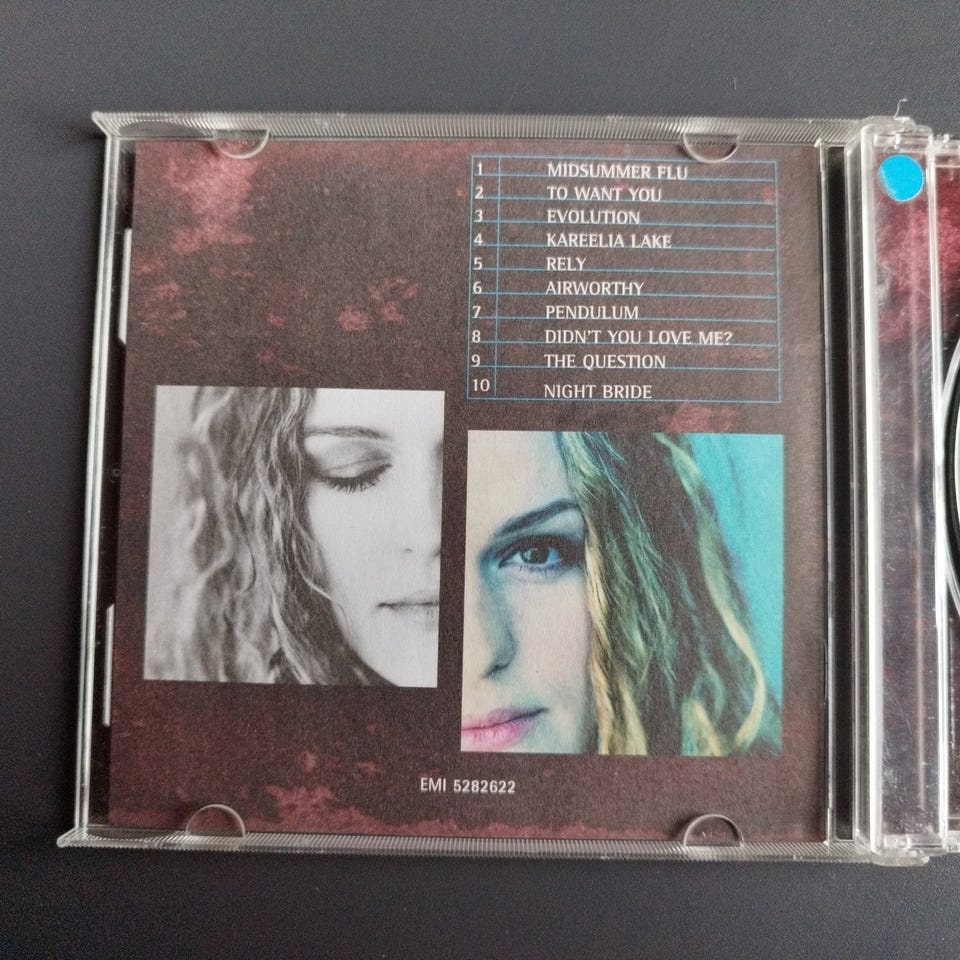 1 MIDSUMMER FLU
2 TO WANT YOU
3 EVOLUTION
4 KAREELIA LAKE
5 RELY
6 AIRWORTHY
7 PENDULUM
8 DIDN'T YOU LOVE ME?
9 THE QUESTION
10 NIGHT BRIDE
EMI 5282622